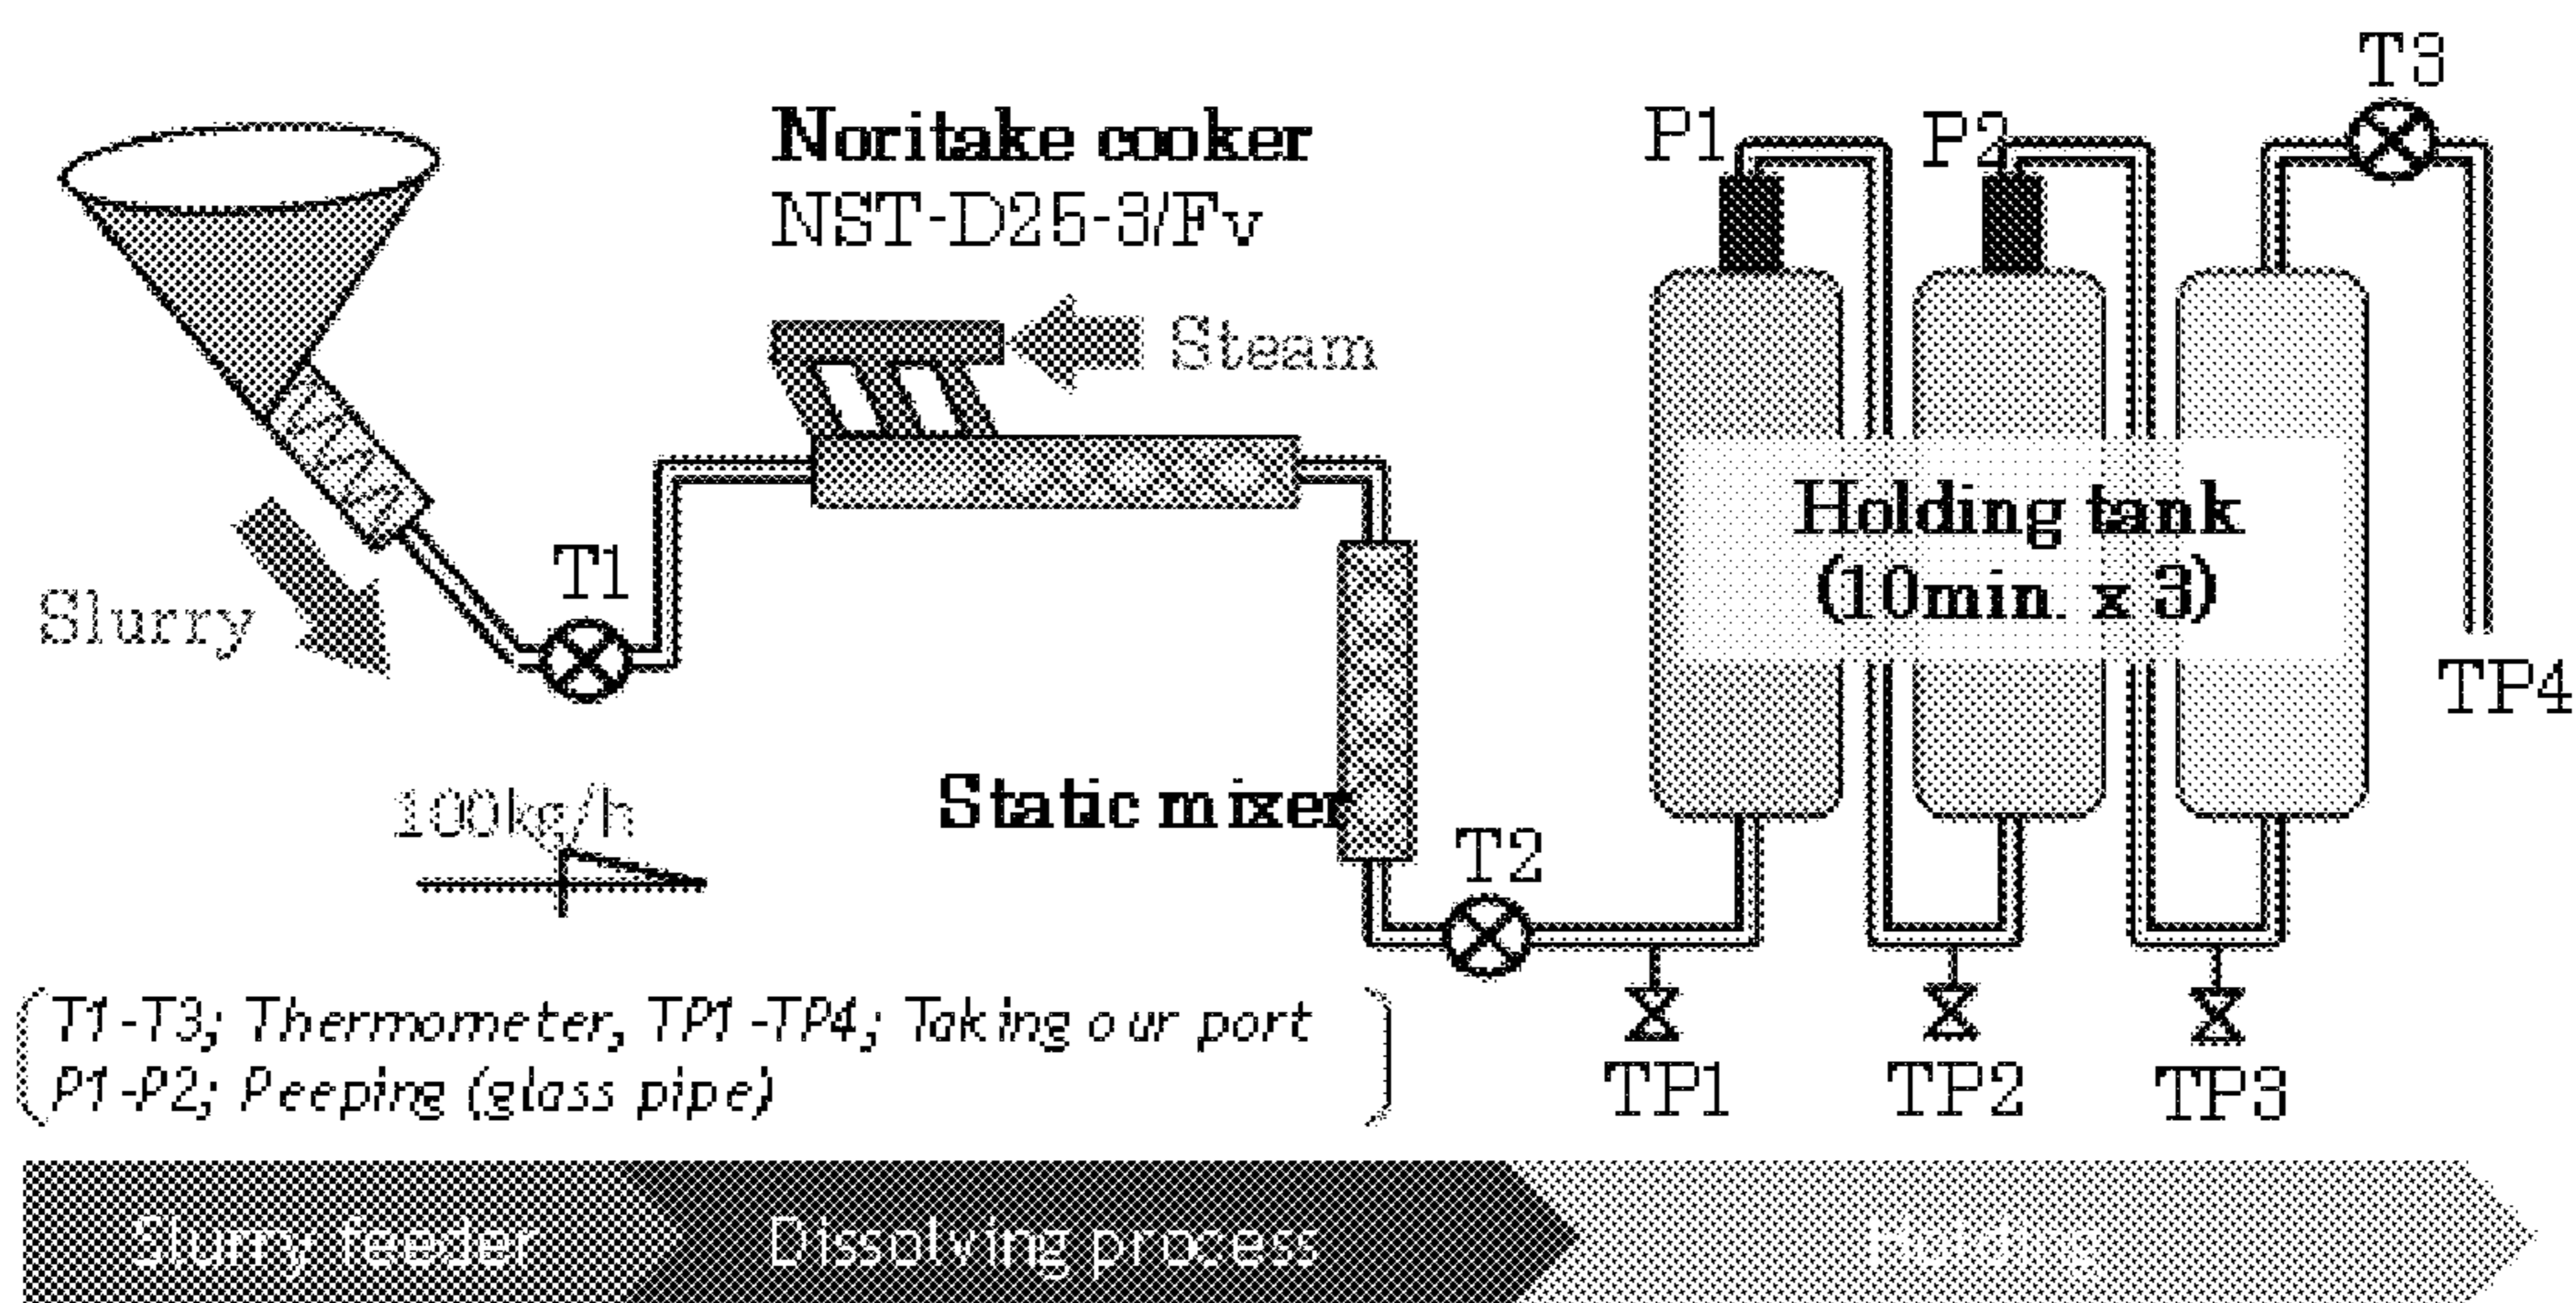 T3
P1
P2
Noritake cooker
NST-D25-3/Fv
Steam
Holding tank
(10min. x 3)
T1
Slurry
TP4
100kg/h
Static mixer
T2
T1-T3; Thermometer, TP1-TP4; Taking our port
P1-P2; Peeping (glass pipe)
TP1
TP2
TP3
Slurry feeder
Dissolving process
Holding